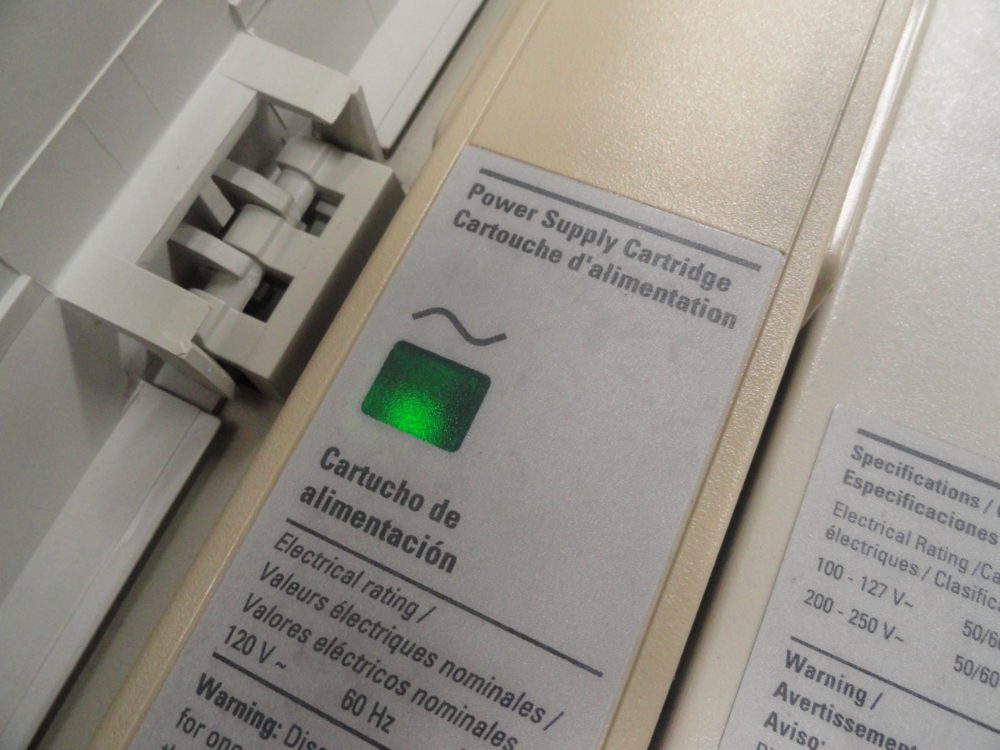 Power Supply Cartridge
Cartouche d'alimentation
Cartucho de
alimentación
Electrical rating /
Valeurs électriques nominales /
Valores eléctricos nominales
120 V ~ 60 Hz
Warning:
for
Specifications /
Especificaciones
Electrical Rating /
électriques /
100 - 127 V~
200 - 250 V~
Warning /
Avertissement
Aviso: